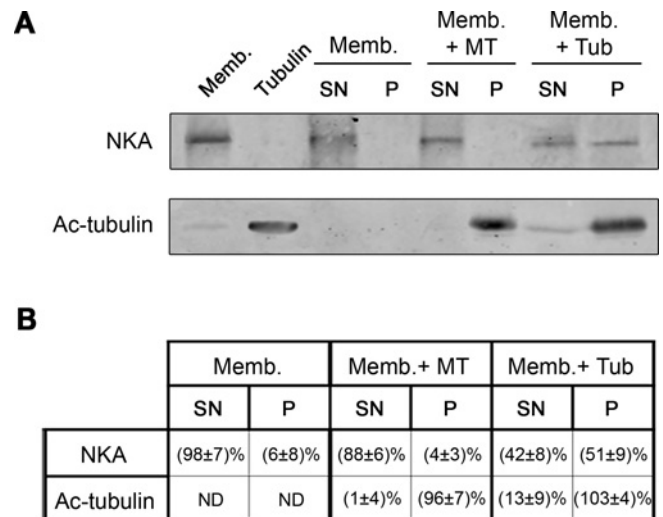 A
Memb.
Tubulin
Memb.
Memb.
+ MT
Memb.
+ Tub
SN P SN P SN P
NKA
Ac-tubulin
B
Memb. Memb.+ MT Memb.+ Tub
SN P SN P SN P
NKA (98±7)% (6±8)% (88±6)% (4±3)% (42±8)% (51±9)%
Ac-tubulin ND ND (1±4)% (96±7)% (13±9)% (103±4)%